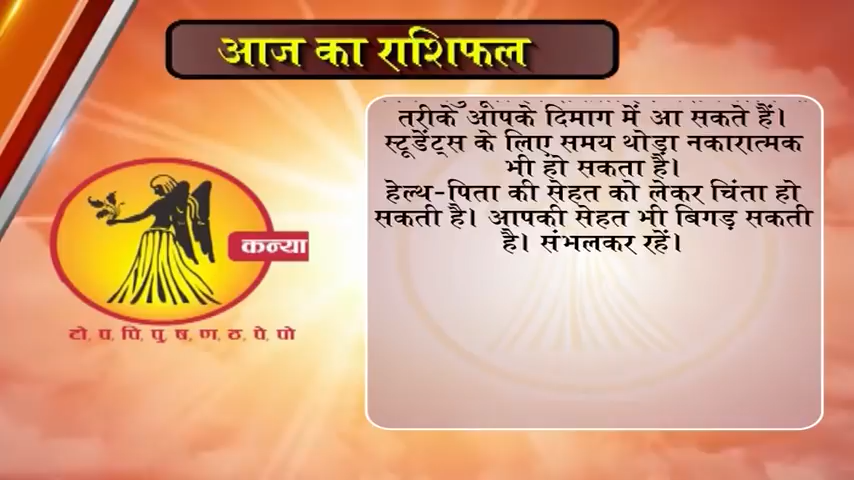 आज का राशिफल
तरीके आपके दिमाग में आ सकते हैं।
स्टूडेंट्स के लिए समय थोड़ा नकारात्मक
भी हो सकता है।
हेल्थ-पिता की सेहत को लेकर चिंता हो
सकती है। आपकी सेहत भी बिगड़ सकती
है। संभलकर रहें।
कन्या
टो, प, पि, पु, ष, ण, ठ, पे, पो